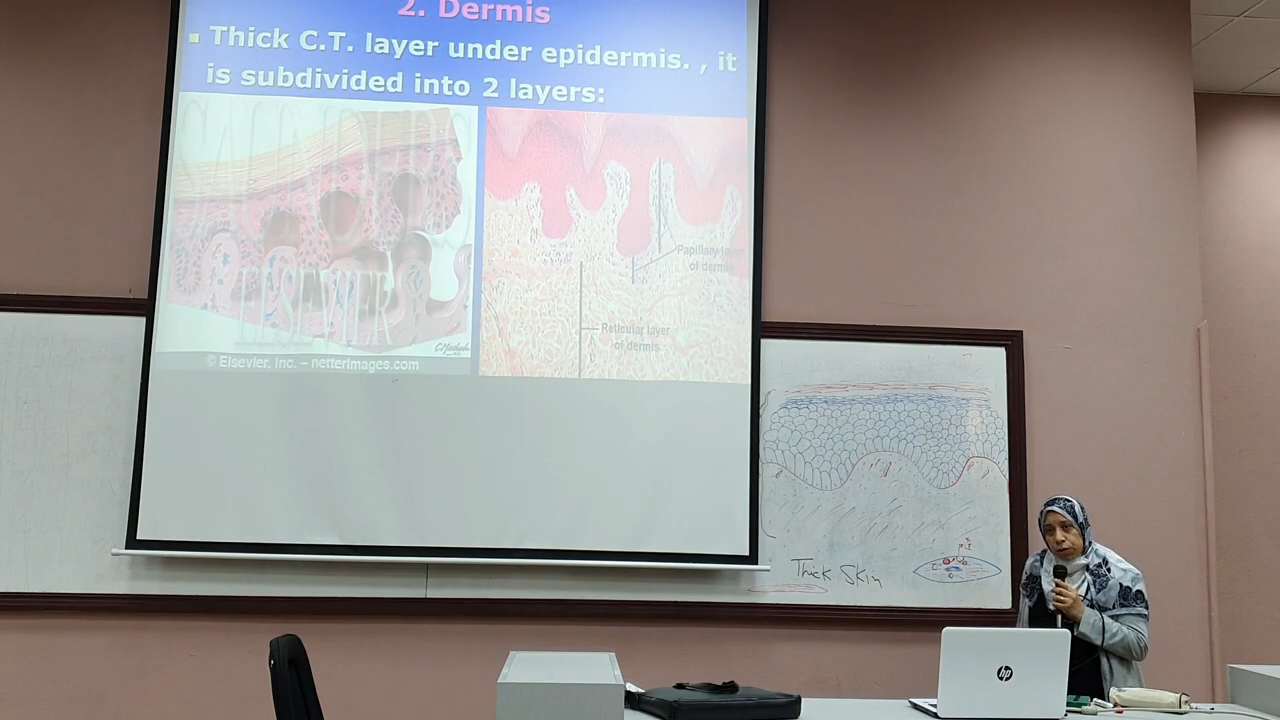 2. Dermis
Thick C.T. layer under epidermis. , it
is subdivided into 2 layers:
Papillary layer
of dermis
Reticular layer
of dermis
© Elsevier, Inc. – netterimages.com
Thick Skin
hp